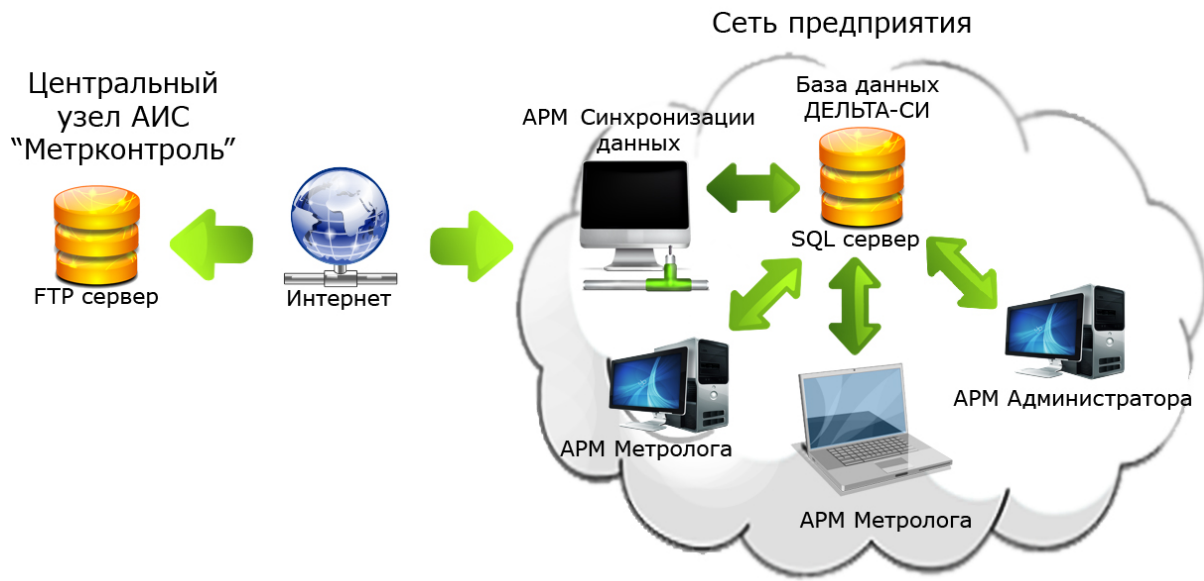 Сеть предприятия
Центральный
узел АИС
“Метрконтроль”
FTP сервер
Интернет
АРМ Синхронизации
данных
База данных
ДЕЛЬТА-СИ
SQL сервер
АРМ Метролога
АРМ Метролога
АРМ Администратора